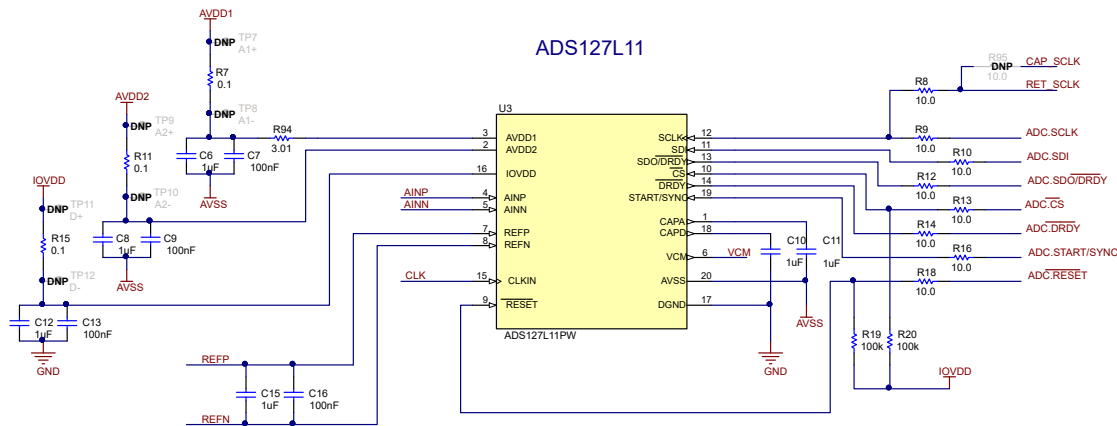 ADS127L11
AVDD1
DNP TP7
A1+
R7
0.1
DNP TP8
A1-
R94
3.01
C6
1uF
C7
100nF
AVSS
AVDD2
DNP TP9
A2+
R11
0.1
DNP TP10
A2-
C8
1uF
C9
100nF
AVSS
IOVDD
DNP TP11
D+
R15
0.1
DNP TP12
D-
C12
1uF
C13
100nF
GND
U3
3 AVDD1
2 AVDD2
16 IOVDD
AINP 4 AINP
AINN 5 AINN
7 REFP
8 REFN
CLK 15 CLKIN
9 RESET
SCLK 12
SDI 11
SDO/DRDY 13
CS 10
DRDY 14
START/SYNC 19
CAPA 1
CAPD 18
VCM 6 VCM
AVSS 20
DGND 17
ADS127L11PW
REFP
C15
1uF
C16
100nF
REFN
C10
1uF
C11
1uF
AVSS
GND
R95
DNP
10.0
CAP_SCLK
R8
10.0
RET_SCLK
R9
10.0
ADC.SCLK
R10
10.0
ADC.SDI
R12
10.0
ADC.SDO/DRDY
R13
10.0
ADC.CS
R14
10.0
ADC.DRDY
R16
10.0
ADC.START/SYNC
R18
10.0
ADC.RESET
R19
100k
R20
100k
IOVDD